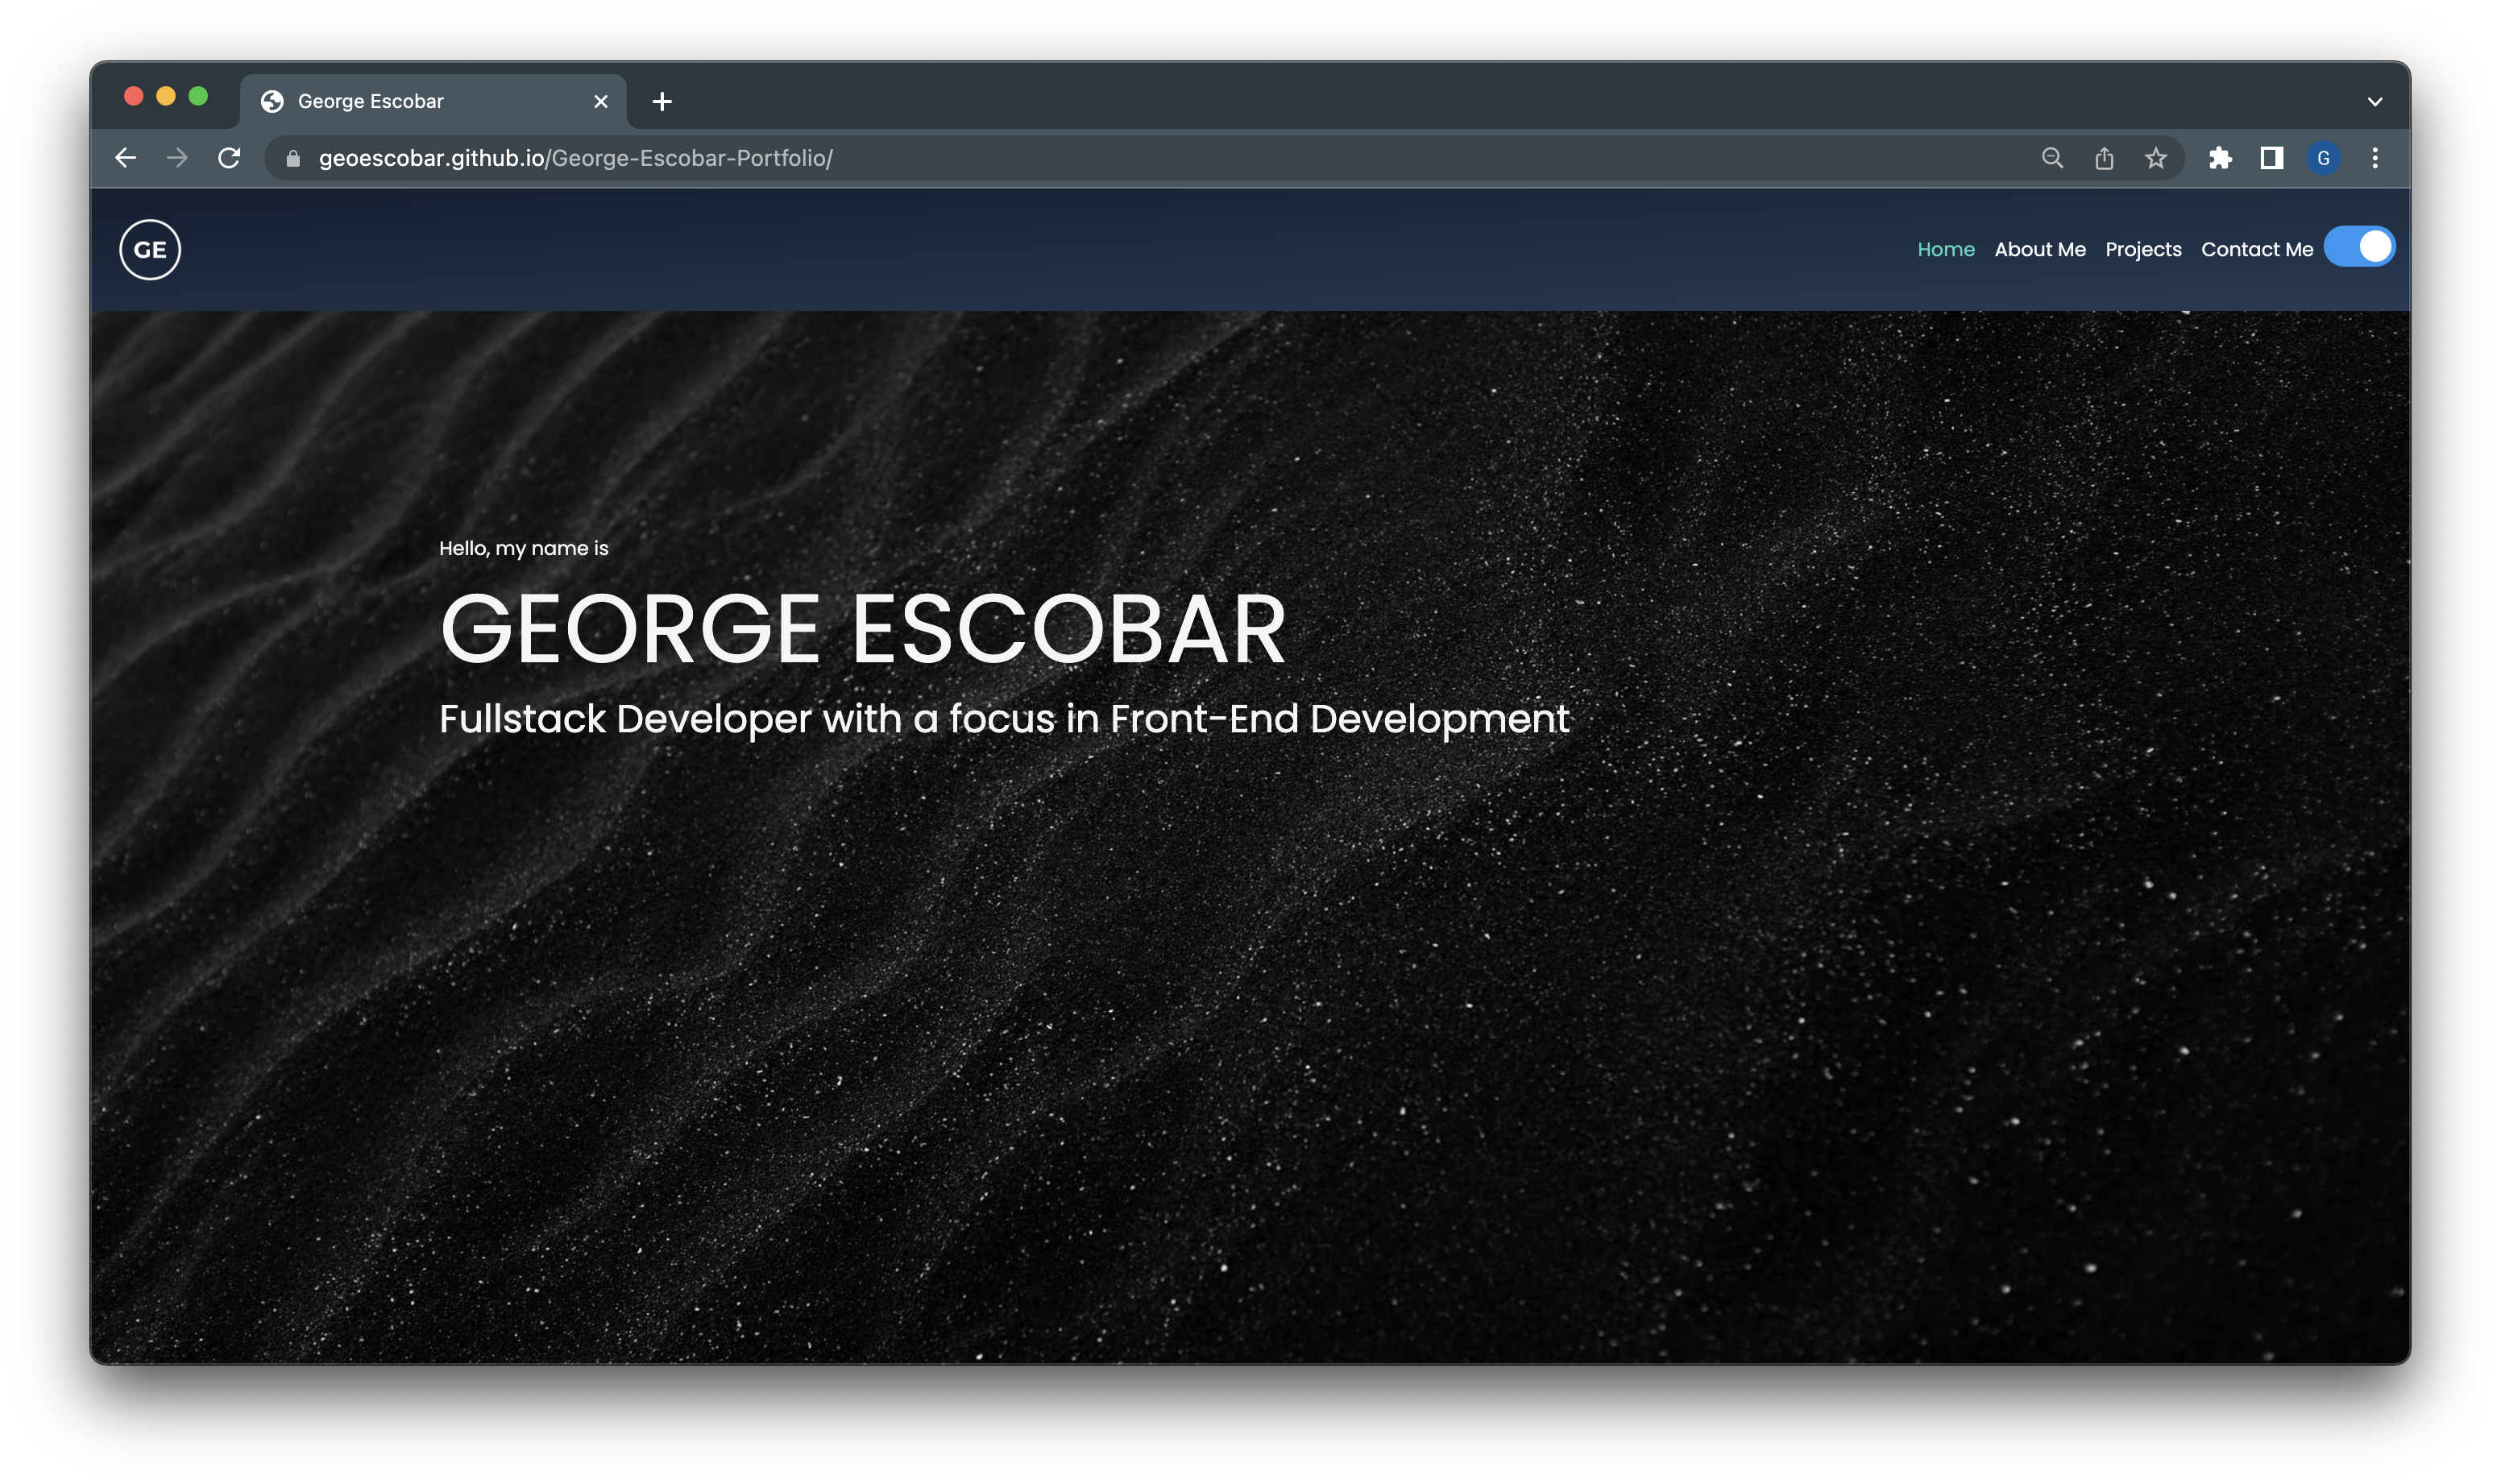 George Escobar
geoescobar.github.io/George-Escobar-Portfolio/
G
GE
Home About Me Projects Contact Me
Hello, my name is
GEORGE ESCOBAR
Fullstack Developer with a focus in Front-End Development